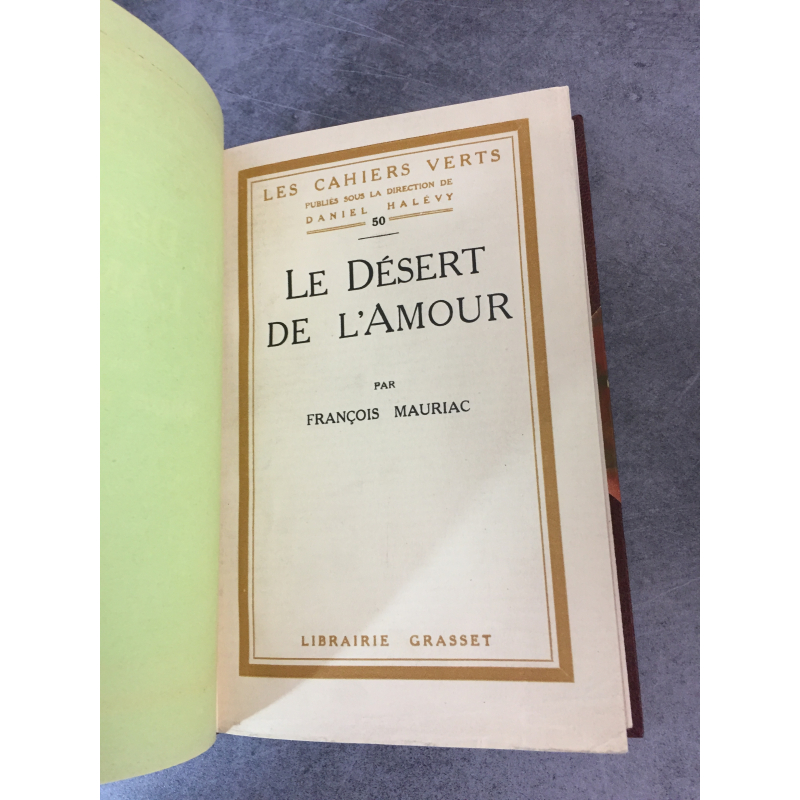 LES CAHIERS VERTS
PUBLIÉS SOUS LA DIRECTION DE
DANIEL HALÉVY
50
LE DÉSERT
DE L'AMOUR
PAR
FRANÇOIS MAURIAC
LIBRAIRIE GRASSET